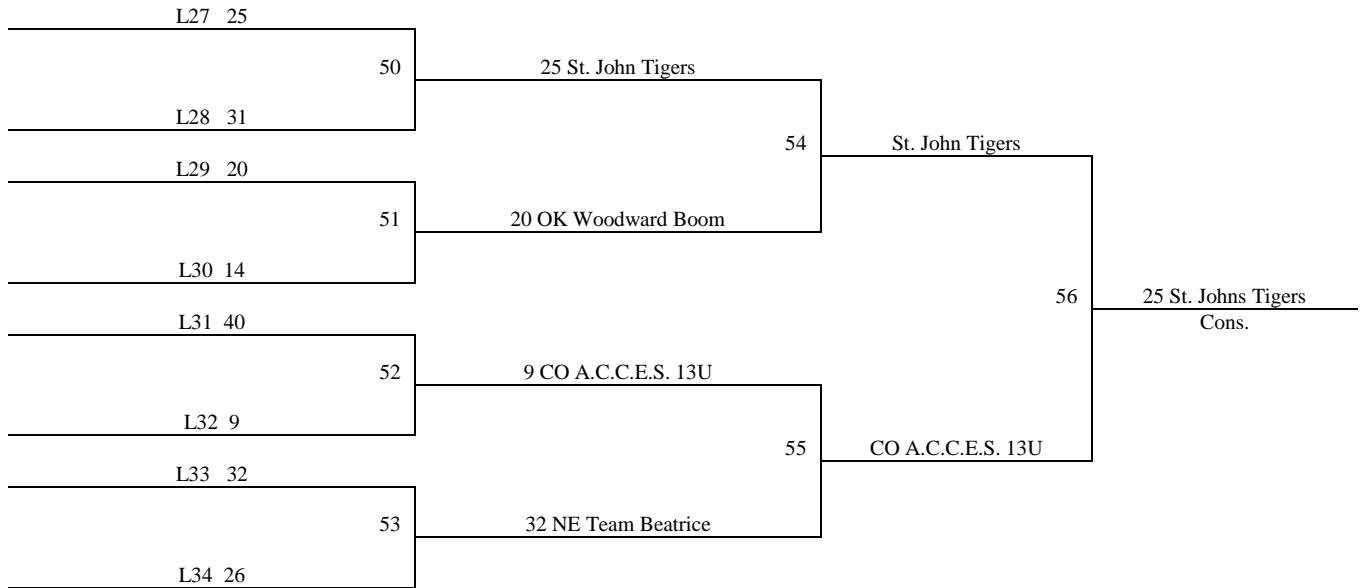 L27 25
50
25 St. John Tigers
L28 31
54
St. John Tigers
L29 20
51
20 OK Woodward Boom
L30 14
56
25 St. Johns Tigers
Cons.
L31 40
52
9 CO A.C.C.E.S. 13U
L32 9
55
CO A.C.C.E.S. 13U
L33 32
53
32 NE Team Beatrice
L34 26